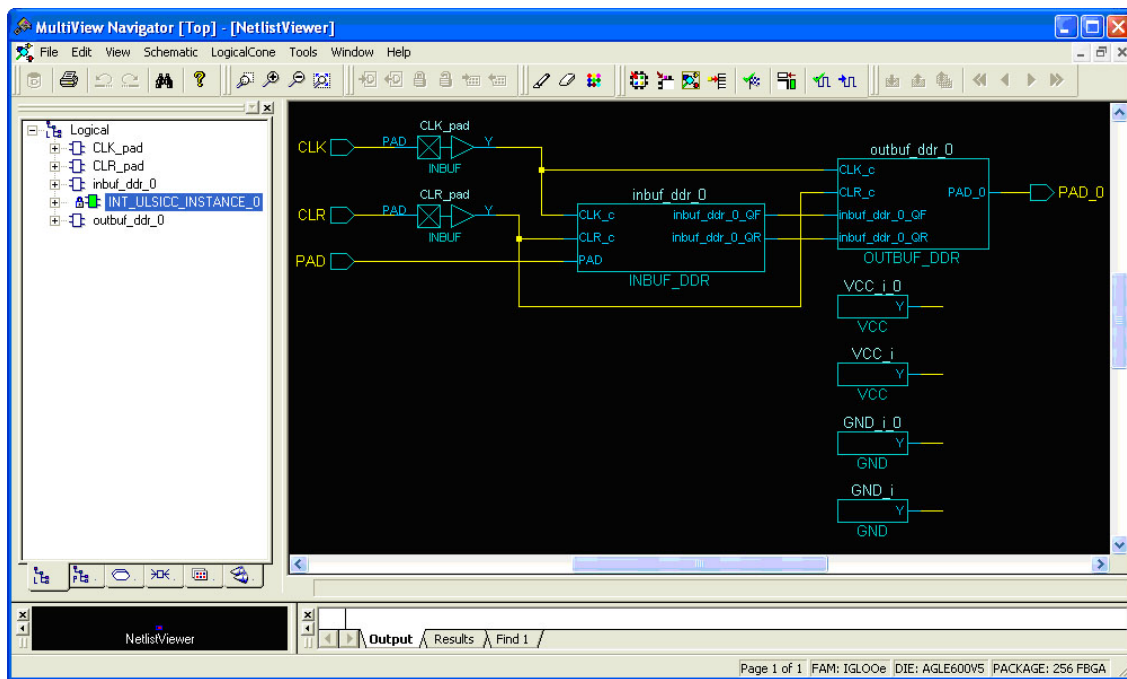 MultiView Navigator [Top] - [NetlistViewer]
File Edit View Schematic LogicalCone Tools Window Help
Logical
CLK_pad
CLR_pad
inbuf_ddr_0
INT_ULSICC_INSTANCE_0
outbuf_ddr_0
CLK
PAD
CLK_pad
Y
INBUF
CLR
PAD
CLR_pad
Y
INBUF
PAD
inbuf_ddr_0
CLK_c inbuf_ddr_0_QF
CLR_c inbuf_ddr_0_QR
PAD
INBUF_DDR
outbuf_ddr_0
CLK_c
CLR_c PAD_0
inbuf_ddr_0_QF
inbuf_ddr_0_QR
OUTBUF_DDR
PAD_0
VCC_i_0
Y
VCC
VCC_i
Y
VCC
GND_i_0
Y
GND
GND_i
Y
GND
NetlistViewer
Output Results Find 1
Page 1 of 1 FAM: IGLOOe DIE: AGLE600V5 PACKAGE: 256 FBGA